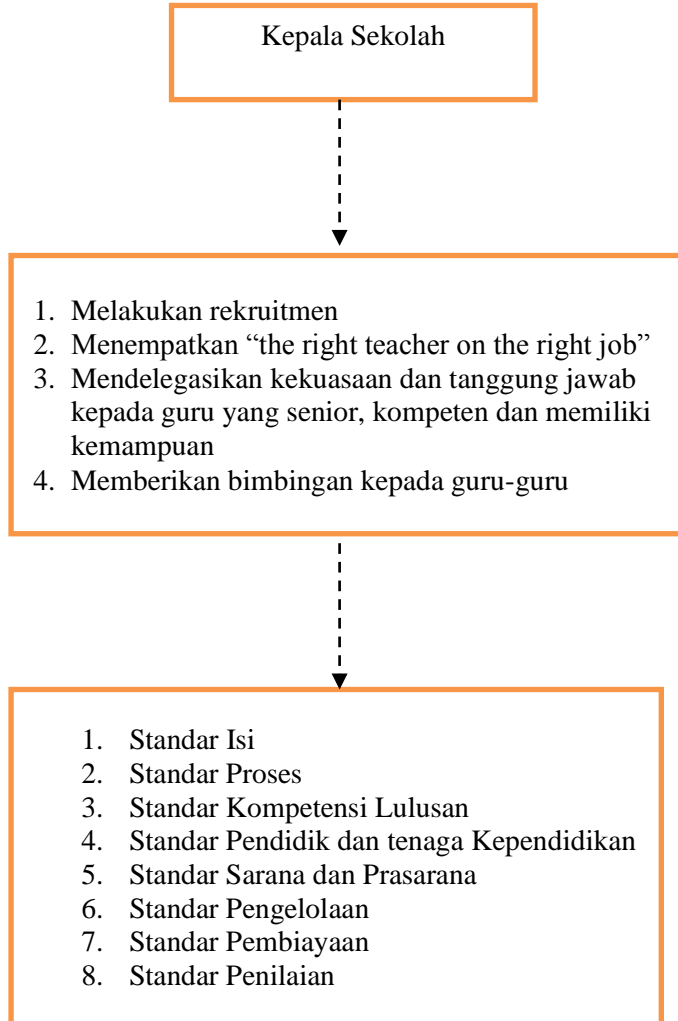 Kepala Sekolah
1. Melakukan rekruitmen
2. Menempatkan “the right teacher on the right job”
3. Mendelegasikan kekuasaan dan tanggung jawab
kepada guru yang senior, kompeten dan memiliki
kemampuan
4. Memberikan bimbingan kepada guru-guru
1. Standar Isi
2. Standar Proses
3. Standar Kompetensi Lulusan
4. Standar Pendidik dan tenaga Kependidikan
5. Standar Sarana dan Prasarana
6. Standar Pengelolaan
7. Standar Pembiayaan
8. Standar Penilaian